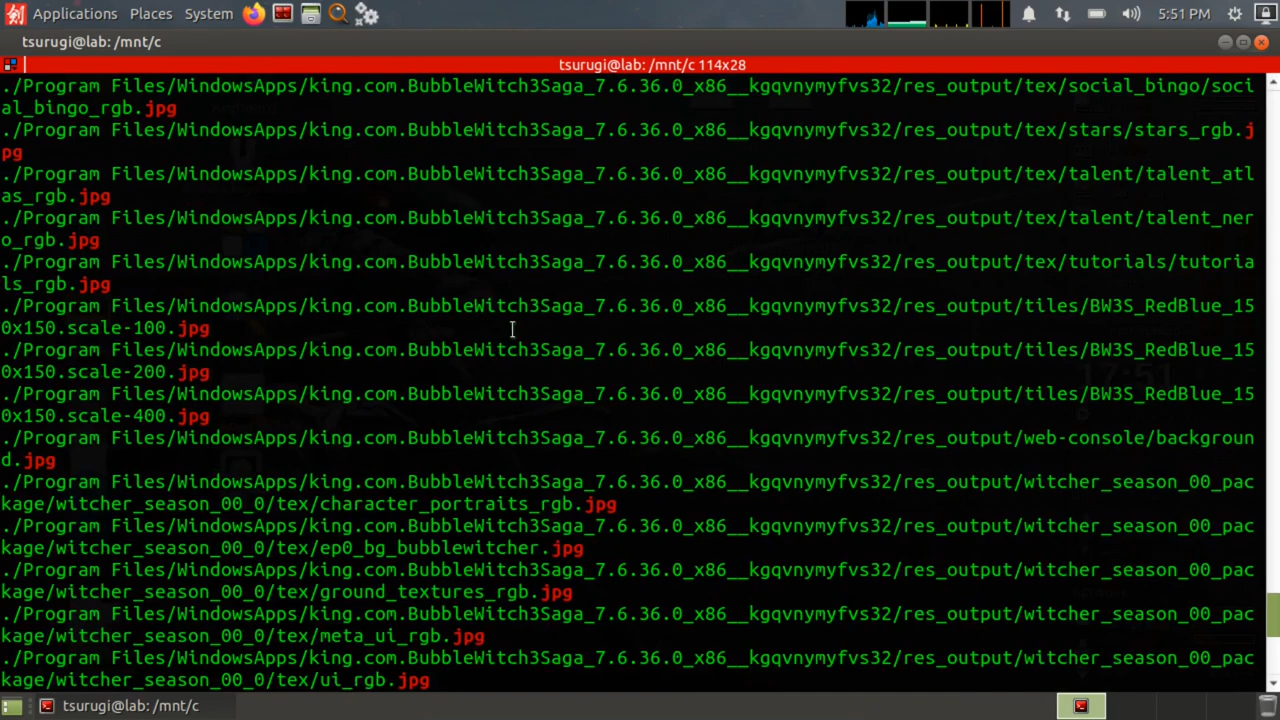 Applications Places System 5:51 PM
tsurugi@lab: /mnt/c
tsurugi@lab: /mnt/c 114x28
./Program Files/WindowsApps/king.com.BubbleWitch3Saga_7.6.36.0_x86__kgqvnymyfvs32/res_output/tex/social_bingo/soci
al_bingo_rgb.jpg
./Program Files/WindowsApps/king.com.BubbleWitch3Saga_7.6.36.0_x86__kgqvnymyfvs32/res_output/tex/stars/stars_rgb.j
pg
./Program Files/WindowsApps/king.com.BubbleWitch3Saga_7.6.36.0_x86__kgqvnymyfvs32/res_output/tex/talent/talent_atl
as_rgb.jpg
./Program Files/WindowsApps/king.com.BubbleWitch3Saga_7.6.36.0_x86__kgqvnymyfvs32/res_output/tex/talent/talent_ner
o_rgb.jpg
./Program Files/WindowsApps/king.com.BubbleWitch3Saga_7.6.36.0_x86__kgqvnymyfvs32/res_output/tex/tutorials/tutoria
ls_rgb.jpg
./Program Files/WindowsApps/king.com.BubbleWitch3Saga_7.6.36.0_x86__kgqvnymyfvs32/res_output/tiles/BW3S_RedBlue_15
0x150.scale-100.jpg
./Program Files/WindowsApps/king.com.BubbleWitch3Saga_7.6.36.0_x86__kgqvnymyfvs32/res_output/tiles/BW3S_RedBlue_15
0x150.scale-200.jpg
./Program Files/WindowsApps/king.com.BubbleWitch3Saga_7.6.36.0_x86__kgqvnymyfvs32/res_output/tiles/BW3S_RedBlue_15
0x150.scale-400.jpg
./Program Files/WindowsApps/king.com.BubbleWitch3Saga_7.6.36.0_x86__kgqvnymyfvs32/res_output/web-console/backgroun
d.jpg
./Program Files/WindowsApps/king.com.BubbleWitch3Saga_7.6.36.0_x86__kgqvnymyfvs32/res_output/witcher_season_00_pac
kage/witcher_season_00_0/tex/character_portraits_rgb.jpg
./Program Files/WindowsApps/king.com.BubbleWitch3Saga_7.6.36.0_x86__kgqvnymyfvs32/res_output/witcher_season_00_pac
kage/witcher_season_00_0/tex/ep0_bg_bubblewitcher.jpg
./Program Files/WindowsApps/king.com.BubbleWitch3Saga_7.6.36.0_x86__kgqvnymyfvs32/res_output/witcher_season_00_pac
kage/witcher_season_00_0/tex/ground_textures_rgb.jpg
./Program Files/WindowsApps/king.com.BubbleWitch3Saga_7.6.36.0_x86__kgqvnymyfvs32/res_output/witcher_season_00_pac
kage/witcher_season_00_0/tex/meta_ui_rgb.jpg
./Program Files/WindowsApps/king.com.BubbleWitch3Saga_7.6.36.0_x86__kgqvnymyfvs32/res_output/witcher_season_00_pac
kage/witcher_season_00_0/tex/ui_rgb.jpg
tsurugi@lab: /mnt/c